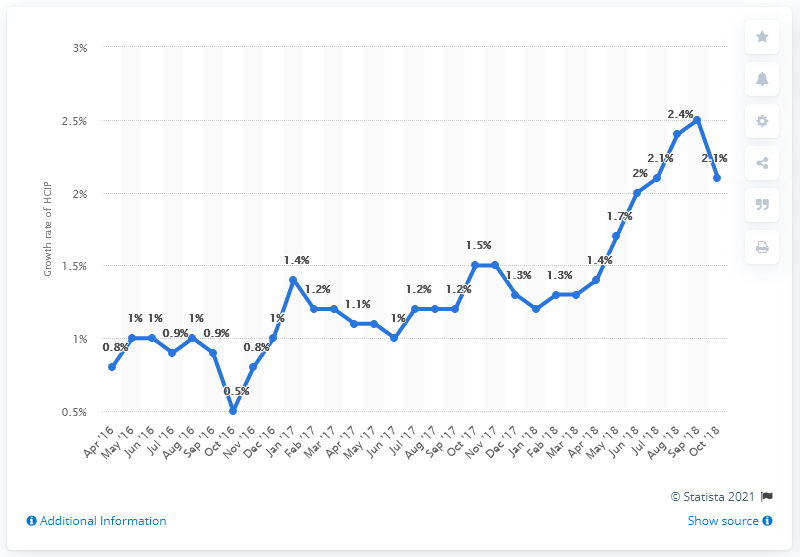 3%
2.5%
2%
1.5%
1%
0.5%
Growth rate of HCIP
0.8%
1%
1%
0.9%
1%
0.9%
0.5%
0.8%
1%
1.4%
1.2%
1.1%
1%
1.2%
1.2%
1.5%
1.3%
1.3%
1.4%
1.7%
2%
2.1%
2.4%
2.1%
Apr '16
May '16
Jun '16
Jul '16
Aug '16
Sep '16
Oct '16
Nov '16
Dec '16
Jan '17
Feb '17
Mar '17
Apr '17
May '17
Jun '17
Jul '17
Aug '17
Sep '17
Oct '17
Nov '17
Dec '17
Jan '18
Feb '18
Mar '18
Apr '18
May '18
Jun '18
Jul '18
Aug '18
Sep '18
Oct '18
© Statista 2021
Additional Information
Show source